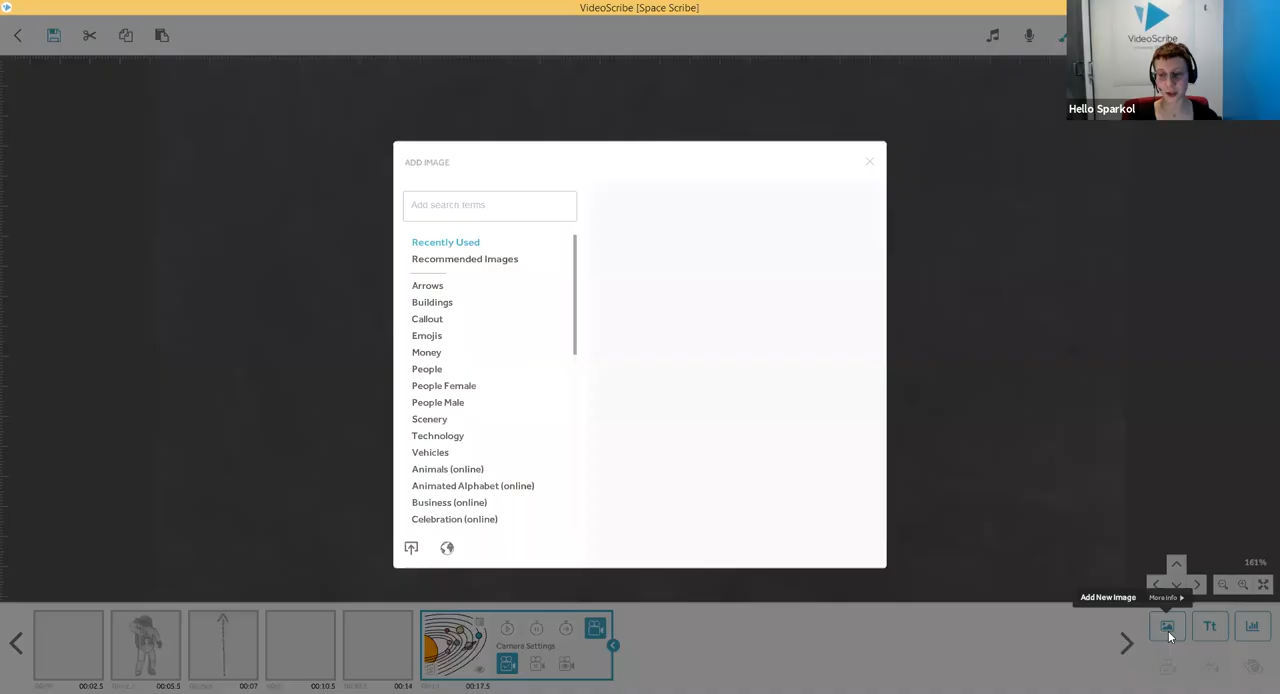 VideoScribe [Space Scribe]
VideoScribe
Hello Sparkol
ADD IMAGE
Add search terms
Recently Used
Recommended Images
Arrows
Buildings
Callout
Emojis
Money
People
People Female
People Male
Scenery
Technology
Vehicles
Animals (online)
Animated Alphabet (online)
Business (online)
Celebration (online)
161%
Add New Image More info
Tt
Camera Settings
00:02.5
00:05.5
00:07
00:10.5
00:14
00:17.5